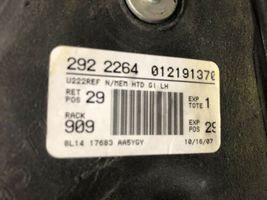 292 2264 012191370
U222REF N/MEM HTD GI LH
RET POS 29 EXP TOTE 1
RACK 909 EXP POS 29
8L14 17683 AA5YGY 10/16/07